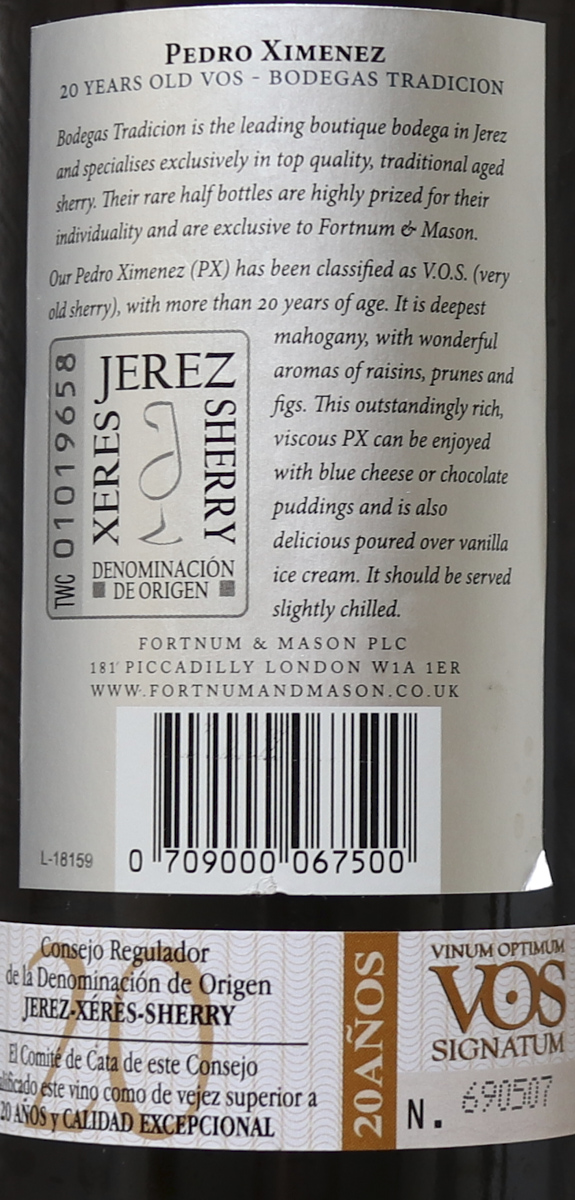 PEDRO XIMENEZ
20 YEARS OLD VOS - BODEGAS TRADICION
Bodegas Tradicion is the leading boutique bodega in Jerez
and specialises exclusively in top quality, traditional aged
sherry. Their rare half bottles are highly prized for their
individuality and are exclusive to Fortnum & Mason.
Our Pedro Ximenez (PX) has been classified as V.O.S. (very
old sherry), with more than 20 years of age. It is deepest
mahogany, with wonderful
aromas of raisins, prunes and
figs. This outstandingly rich,
viscous PX can be enjoyed
with blue cheese or chocolate
puddings and is also
delicious poured over vanilla
ice cream. It should be served
slightly chilled.
TWC 01019658
JEREZ
XERES
SHERRY
DENOMINACIÓN
DE ORIGEN
FORTNUM & MASON PLC
181 PICCADILLY LONDON W1A 1ER
WWW.FORTNUMANDMASON.CO.UK
L-18159
0 709000 067500
20
Consejo Regulador
de la Denominación de Origen
JEREZ-XÉRÈS-SHERRY
El Comité de Cata de este Consejo
este vino como de vejez superior a
20 AÑOS y CALIDAD EXCEPCIONAL
20 AÑOS
VINUM OPTIMUM
VOS
SIGNATUM
N. 690507